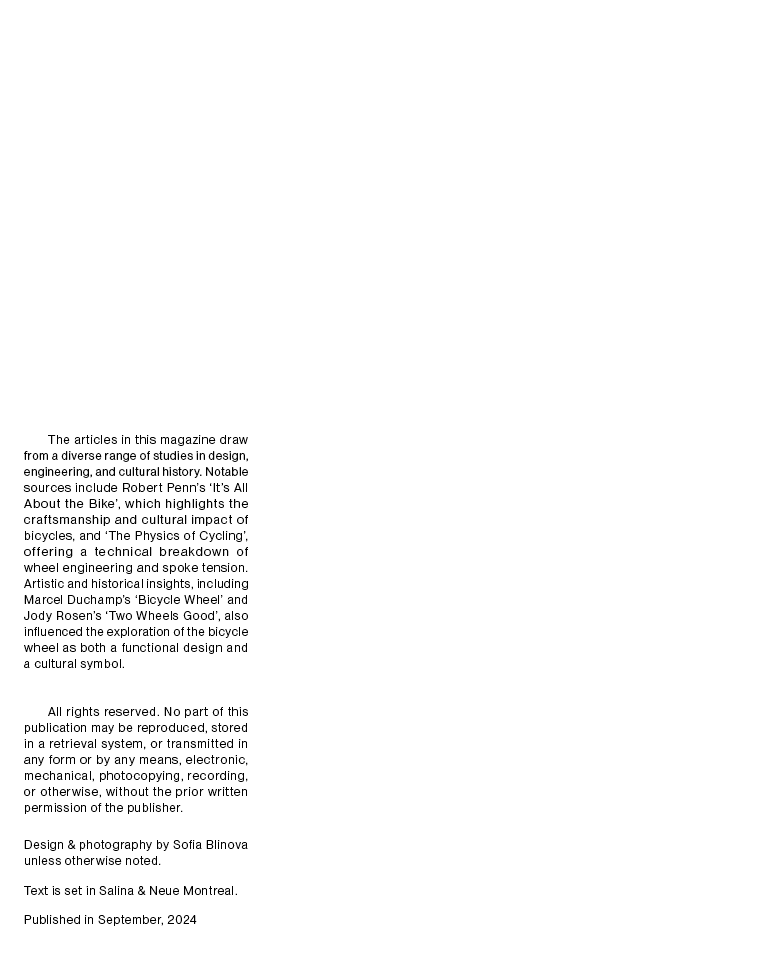 The articles in this magazine draw
from a diverse range of studies in design,
engineering, and cultural history. Notable
sources include Robert Penn’s ‘It’s All
About the Bike’, which highlights the
craftsmanship and cultural impact of
bicycles, and ‘The Physics of Cycling’,
offering a technical breakdown of
wheel engineering and spoke tension.
Artistic and historical insights, including
Marcel Duchamp’s ‘Bicycle Wheel’ and
Jody Rosen’s ‘Two Wheels Good’, also
influenced the exploration of the bicycle
wheel as both a functional design and
a cultural symbol.
All rights reserved. No part of this
publication may be reproduced, stored
in a retrieval system, or transmitted in
any form or by any means, electronic,
mechanical, photocopying, recording,
or otherwise, without the prior written
permission of the publisher.
Design & photography by Sofia Blinova
unless otherwise noted.
Text is set in Salina & Neue Montreal.
Published in September, 2024